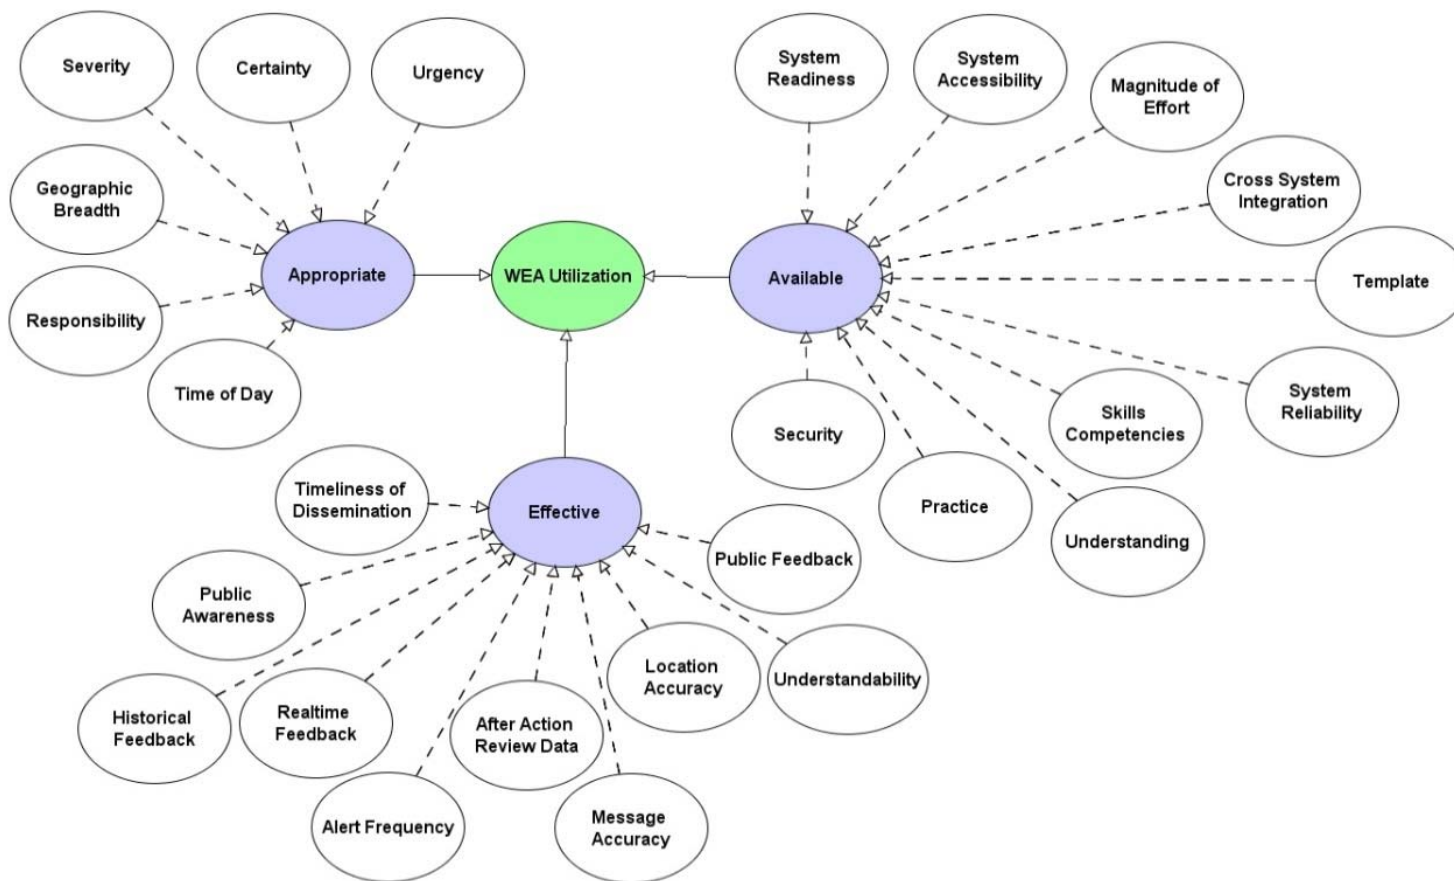 Severity
Certainty
Urgency
System
Readiness
System
Accessibility
Magnitude of
Effort
Geographic
Breadth
Cross System
Integration
Appropriate
WEA Utilization
Available
Template
Responsibility
Time of Day
Security
Skills
Competencies
System
Reliability
Timeliness of
Dissemination
Effective
Practice
Understanding
Public Feedback
Public
Awareness
Location
Accuracy
Understandability
Historical
Feedback
Realtime
Feedback
After Action
Review Data
Alert Frequency
Message
Accuracy